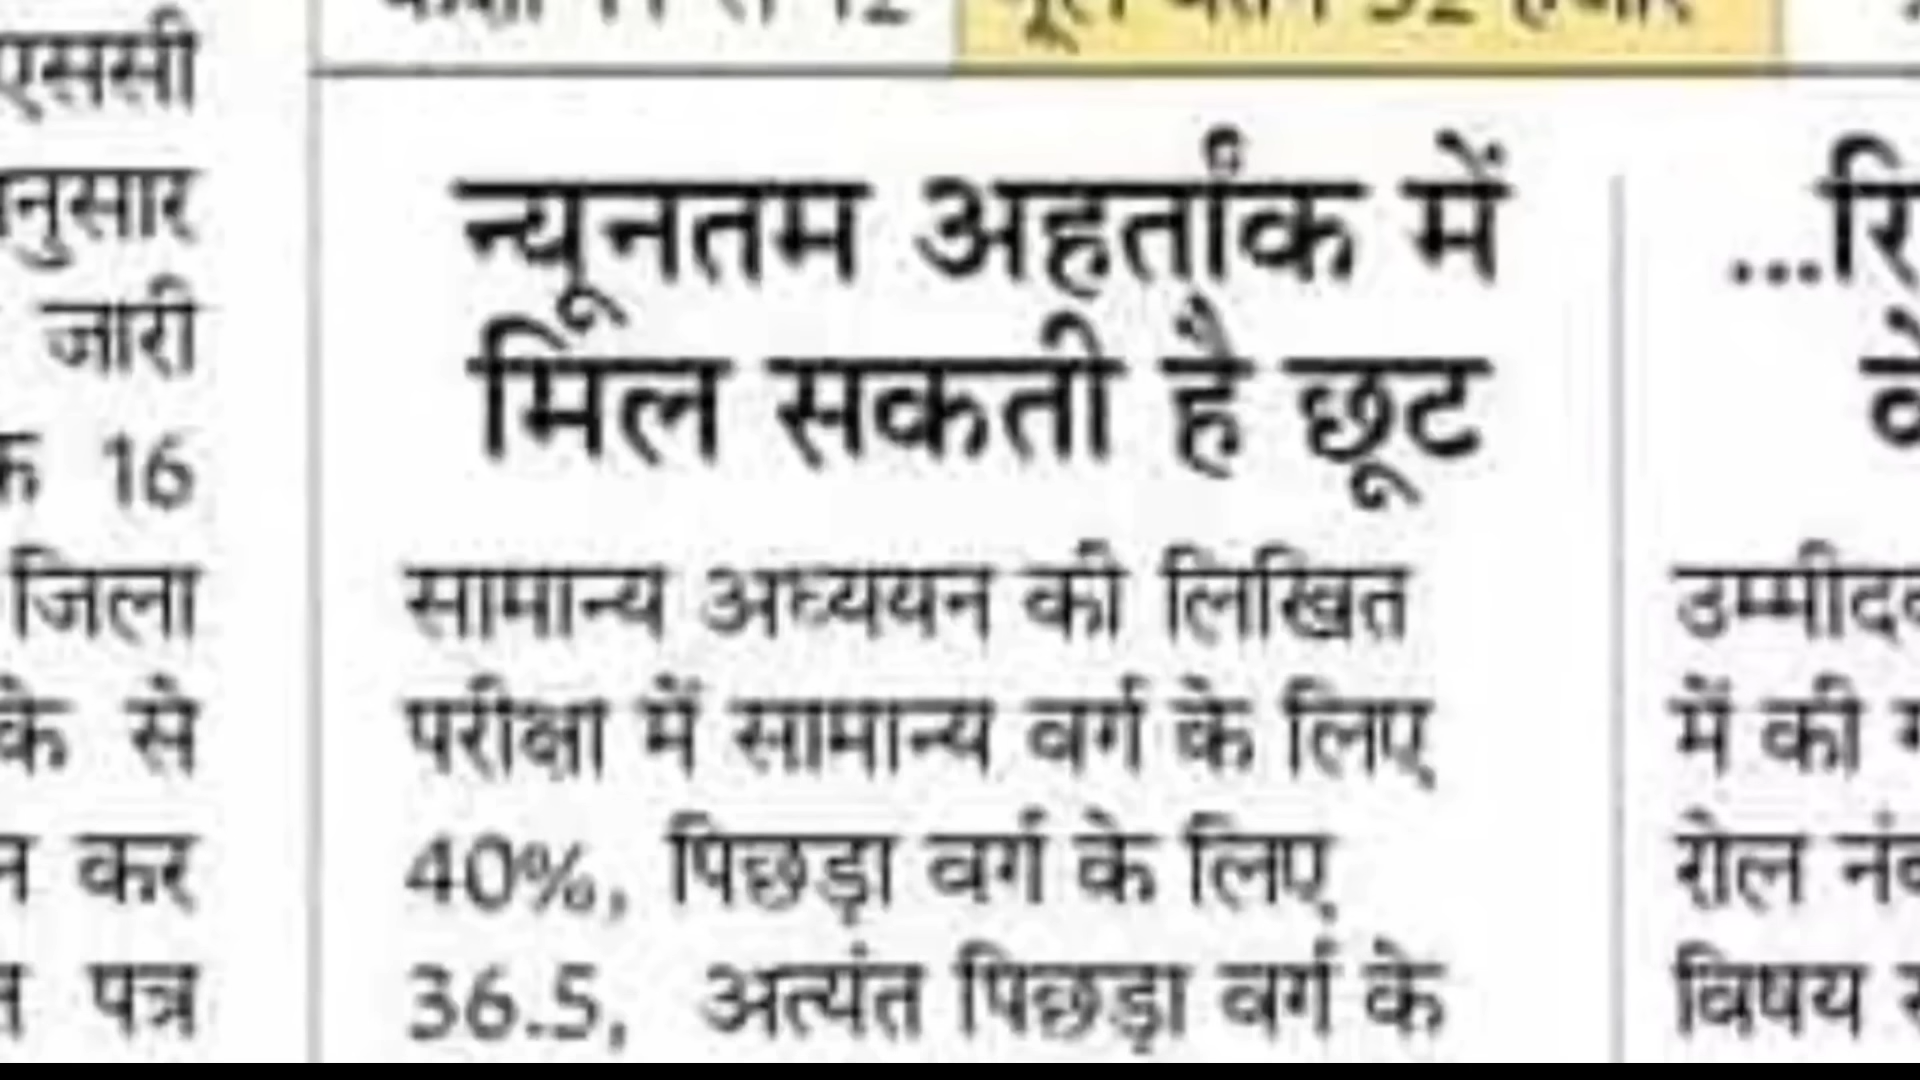 एससी
नुसार
जारी
16
जिला
के से
कर
पत्र
न्यूनतम अहर्तांक में
मिल सकती है छूट
सामान्य अध्ययन की लिखित
परीक्षा में सामान्य वर्ग के लिए
40%, पिछड़ा वर्ग के लिए
36.5, अत्यंत पिछड़ा वर्ग के
...रि
उम्मीद
में की
रोल नं
विषय